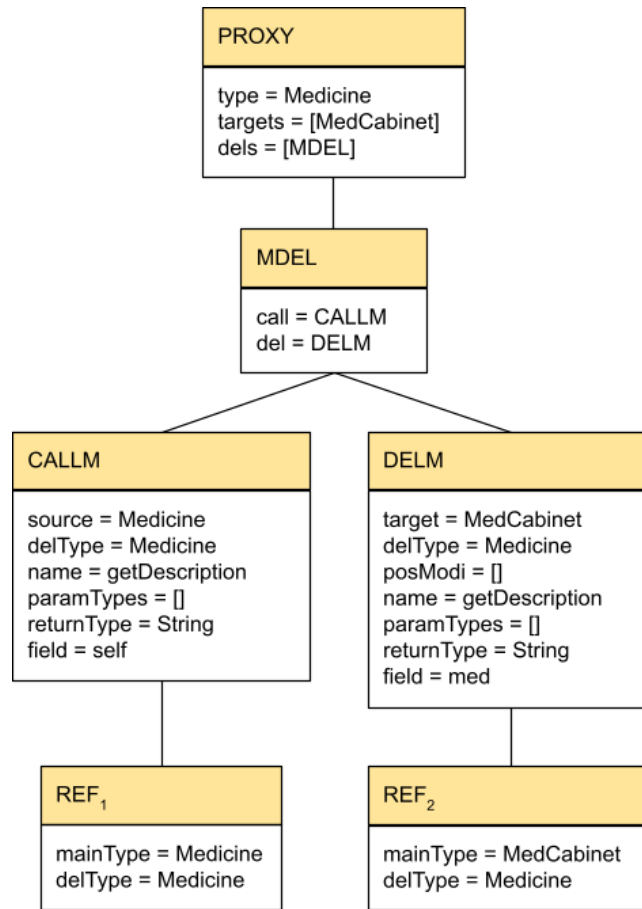 PROXY
type = Medicine
targets = [MedCabinet]
dels = [MDEL]
MDEL
call = CALLM
del = DELM
CALLM
source = Medicine
delType = Medicine
name = getDescription
paramTypes = []
returnType = String
field = self
DELM
target = MedCabinet
delType = Medicine
posModi = []
name = getDescription
paramTypes = []
returnType = String
field = med
REF₁
mainType = Medicine
delType = Medicine
REF₂
mainType = MedCabinet
delType = Medicine